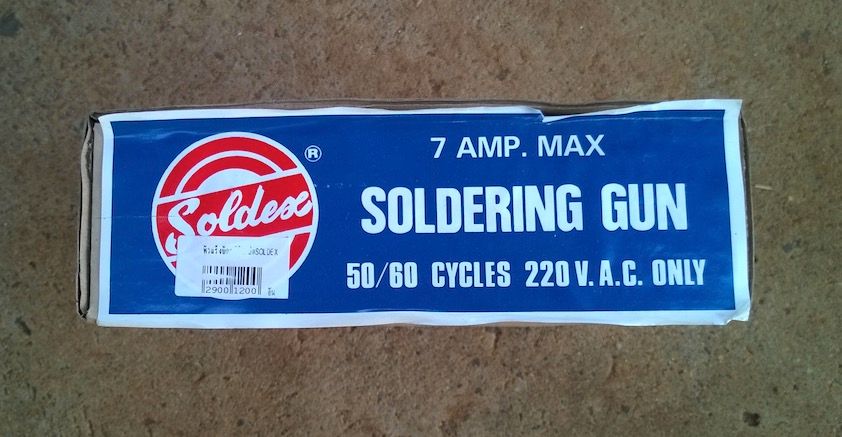 Soldex
®
SOLDEX
2900 1200
7 AMP. MAX
SOLDERING GUN
50/60 CYCLES 220 V. A.C. ONLY